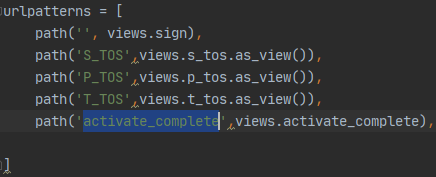 urlpatterns = [
path('', views.sign),
path('S_TOS',views.s_tos.as_view()),
path('P_TOS',views.p_tos.as_view()),
path('T_TOS',views.t_tos.as_view()),
path('activate_complete',views.activate_complete),
]